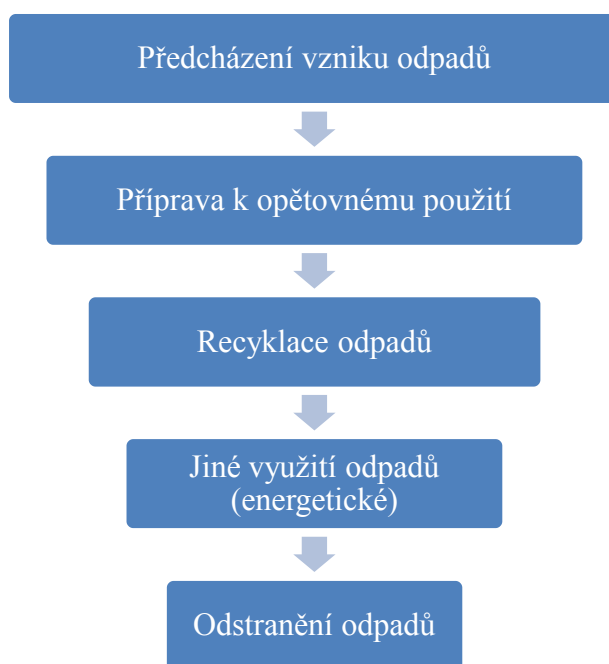 Předcházení vzniku odpadů
Příprava k opětovnému použití
Recyklace odpadů
Jiné využití odpadů
(energetické)
Odstranění odpadů